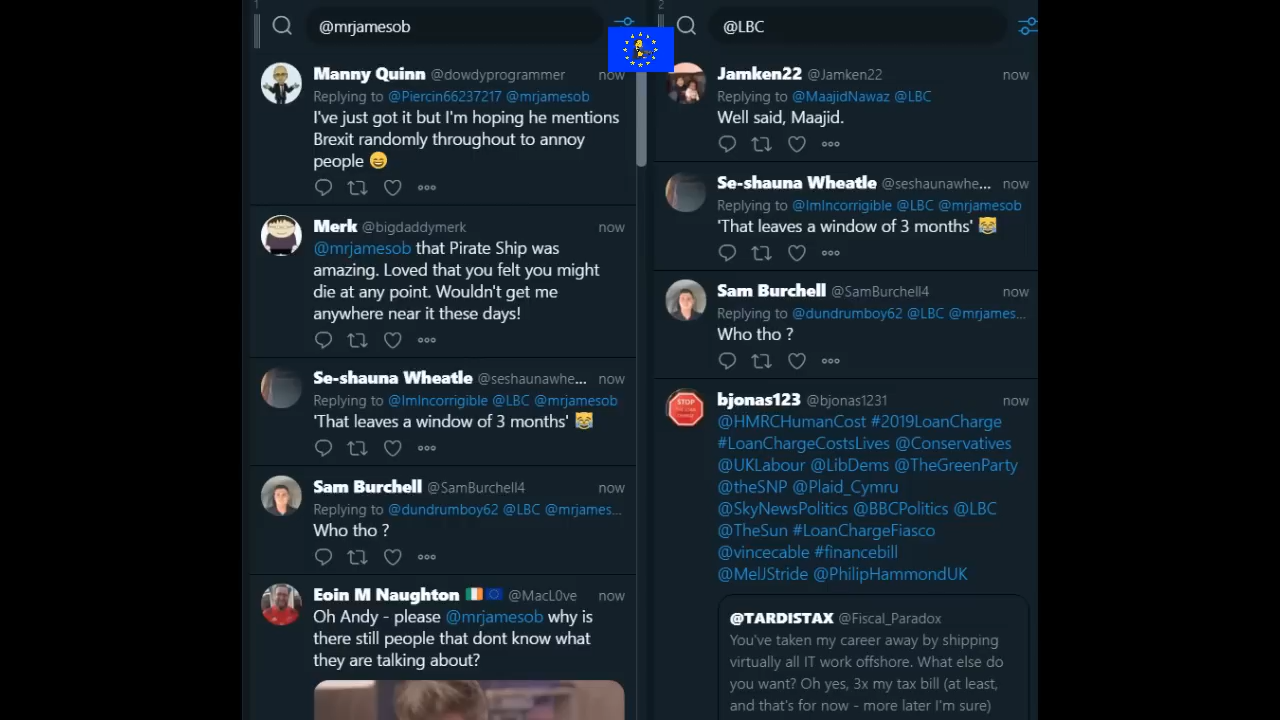 1
@mrjamesob
Manny Quinn @dowdyprogrammer now
Replying to @Piercin66237217 @mrjamesob
I've just got it but I'm hoping he mentions
Brexit randomly throughout to annoy
people 😄
Merk @bigdaddymerk now
@mrjamesob that Pirate Ship was
amazing. Loved that you felt you might
die at any point. Wouldn't get me
anywhere near it these days!
Se-shauna Wheatle @seshaunawhe... now
Replying to @ImIncorrigible @LBC @mrjamesob
'That leaves a window of 3 months' 😹
Sam Burchell @SamBurchell4 now
Replying to @dundrumboy62 @LBC @mrjames...
Who tho ?
Eoin M Naughton 🇮🇪🇪🇺 @MacL0ve now
Oh Andy - please @mrjamesob why is
there still people that dont know what
they are talking about?
2
@LBC
Jamken22 @Jamken22 now
Replying to @MaajidNawaz @LBC
Well said, Maajid.
Se-shauna Wheatle @seshaunawhe... now
Replying to @ImIncorrigible @LBC @mrjamesob
'That leaves a window of 3 months' 😹
Sam Burchell @SamBurchell4 now
Replying to @dundrumboy62 @LBC @mrjames...
Who tho ?
bjonas123 @bjonas1231 now
@HMRCHumanCost #2019LoanCharge
#LoanChargeCostsLives @Conservatives
@UKLabour @LibDems @TheGreenParty
@theSNP @Plaid_Cymru
@SkyNewsPolitics @BBCPolitics @LBC
@TheSun #LoanChargeFiasco
@vincecable #financebill
@MelJStride @PhilipHammondUK
@TARDISTAX @Fiscal_Paradox
You've taken my career away by shipping
virtually all IT work offshore. What else do
you want? Oh yes, 3x my tax bill (at least,
and that's for now - more later I'm sure)
STOP